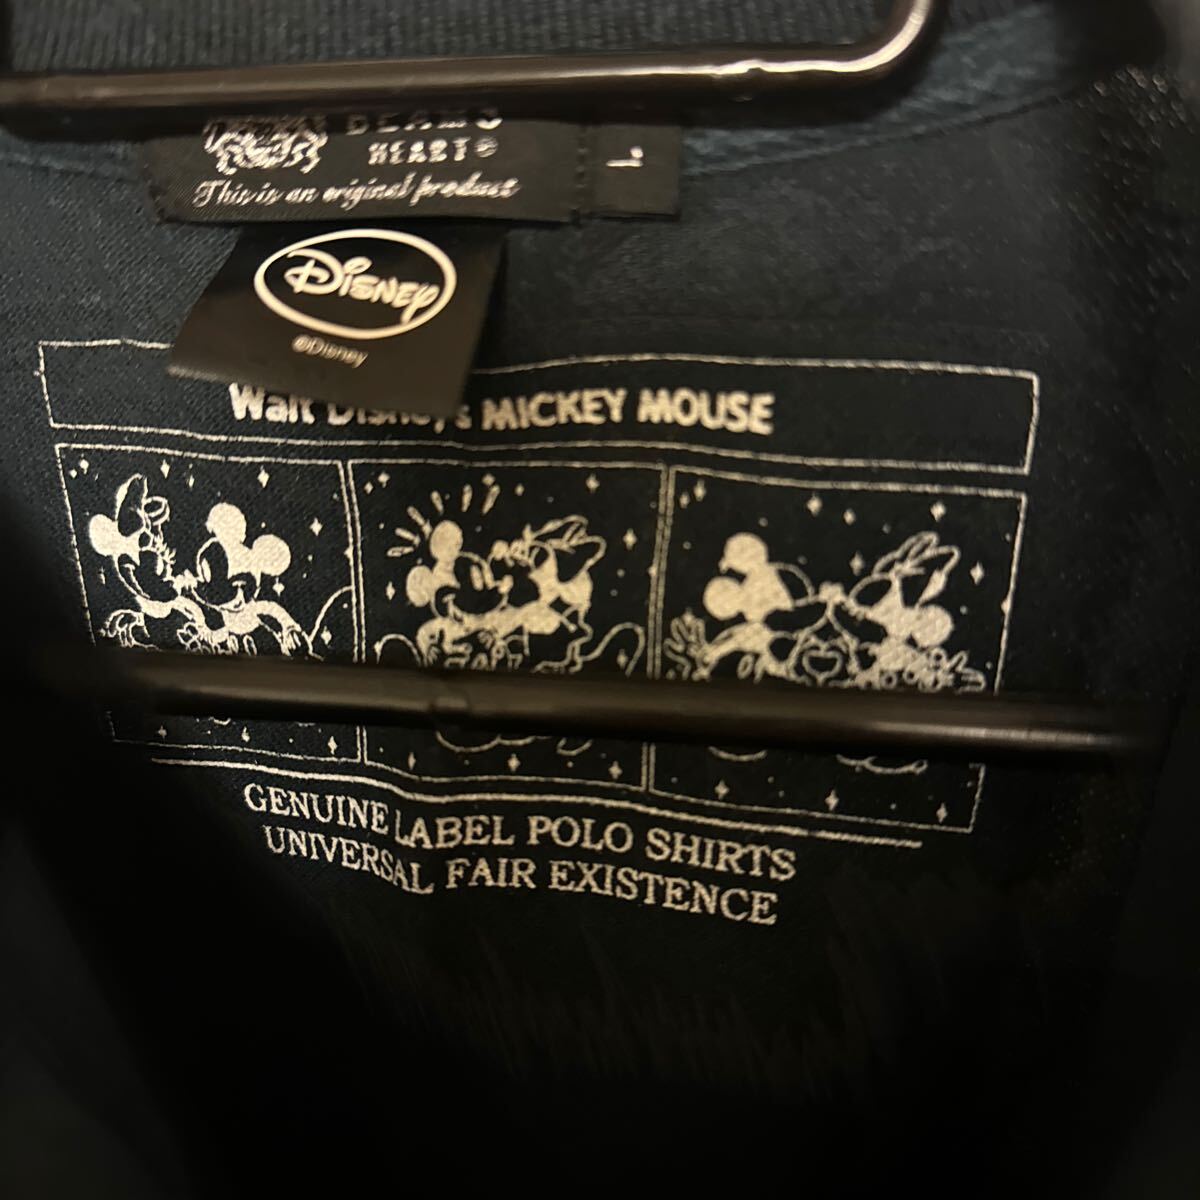 BEAMS
HEART®
This is an original product
L
Disney
©Disney
Walt Disney's MICKEY MOUSE
GENUINE LABEL POLO SHIRTS
UNIVERSAL FAIR EXISTENCE